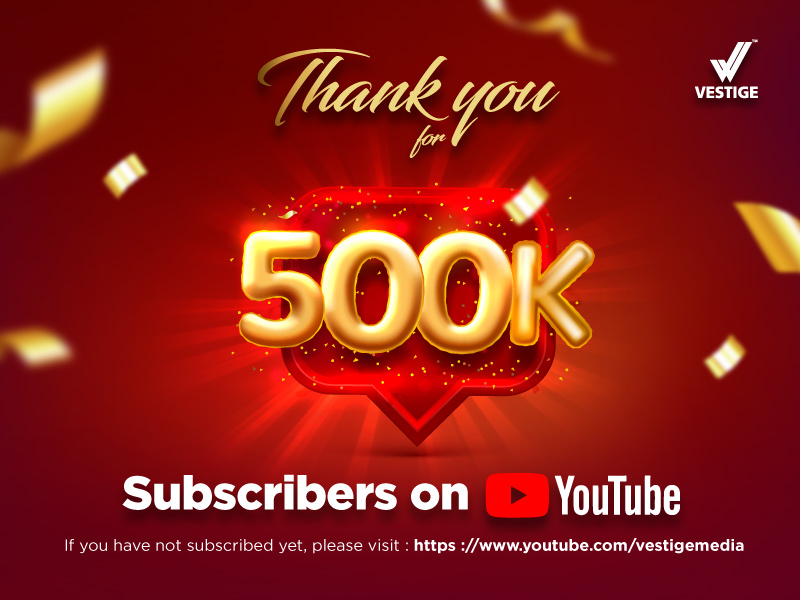 Thank you
for
VESTIGE™
500K
Subscribers on YouTube
If you have not subscribed yet, please visit : https ://www.youtube.com/vestigemedia